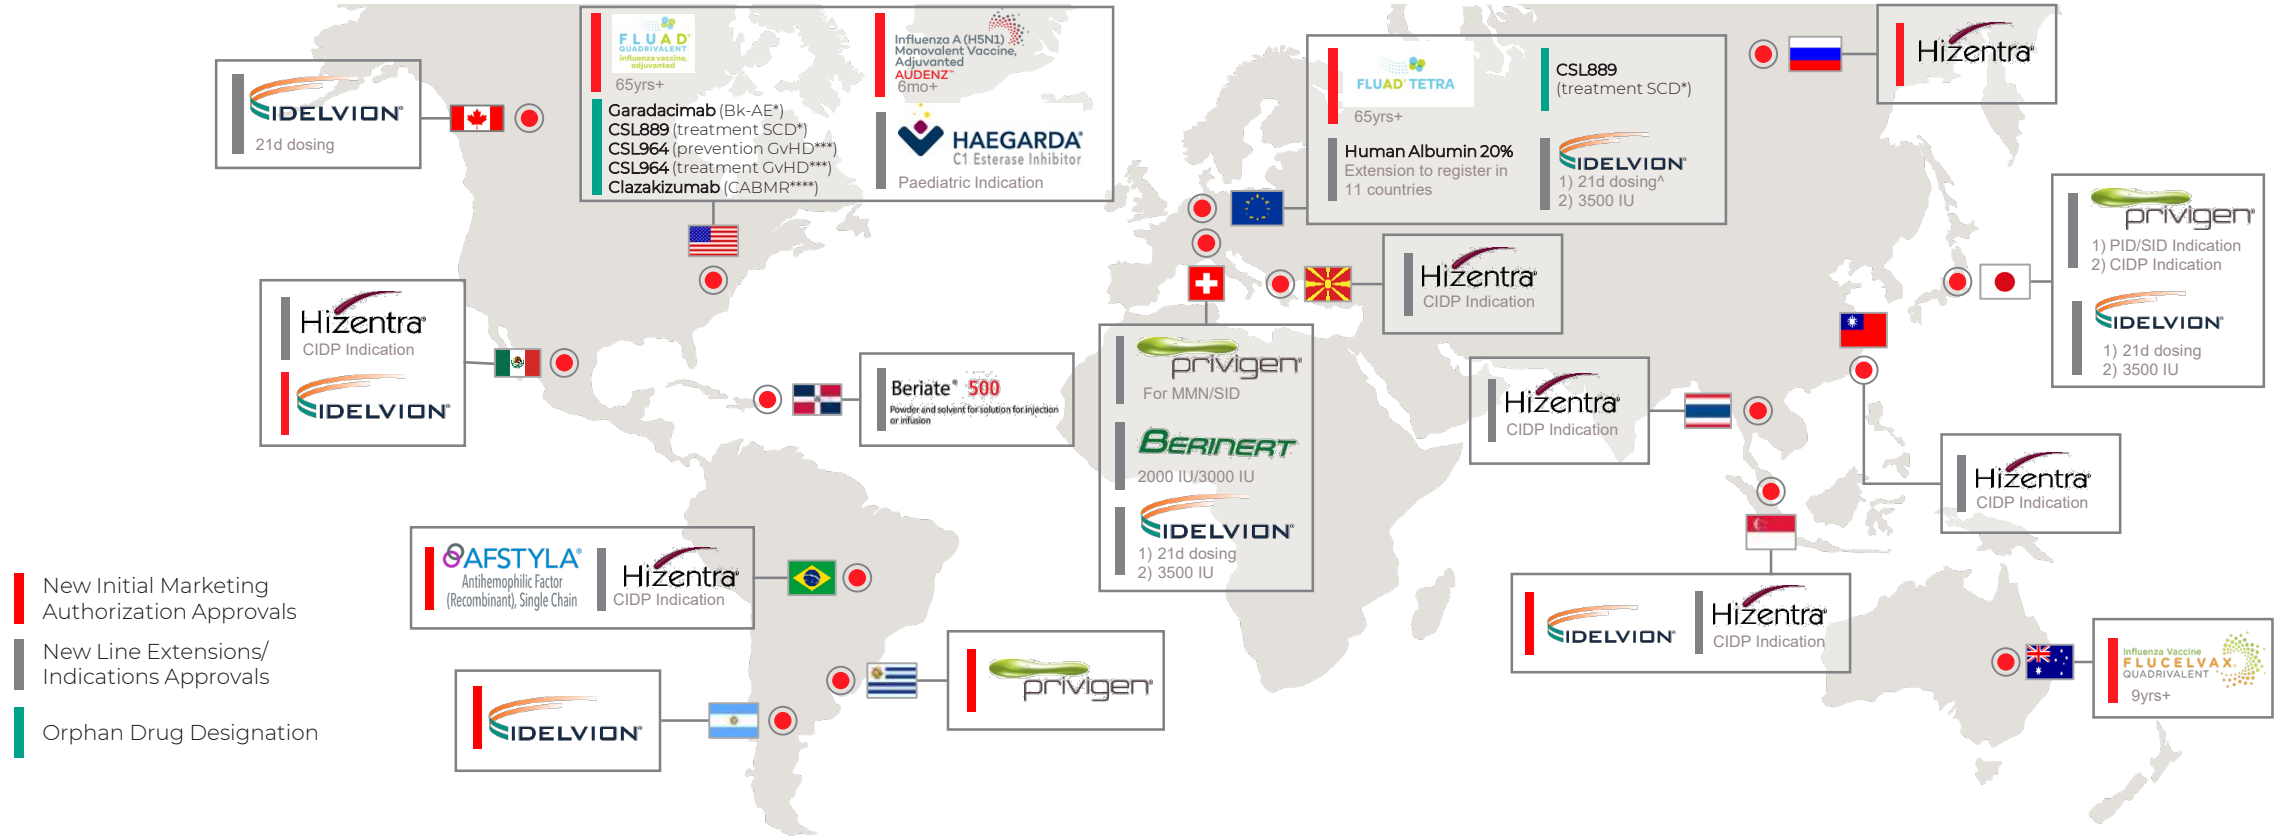 IDELVION®
21d dosing
FLUAD®
QUADRIVALENT
influenza vaccine,
adjuvanted
65yrs+
Influenza A (H5N1)
Monovalent Vaccine,
Adjuvanted
AUDENZ™
6mo+
Garadacimab (Bk-AE*)
CSL889 (treatment SCD*)
CSL964 (prevention GvHD***)
CSL964 (treatment GvHD***)
Clazakizumab (CABMR****)
HAEGARDA®
C1 Esterase Inhibitor
Paediatric Indication
FLUAD® TETRA
65yrs+
CSL889
(treatment SCD*)
Human Albumin 20%
Extension to register in
11 countries
IDELVION®
1) 21d dosing^
2) 3500 IU
Hizentra®
privigen®
1) PID/SID Indication
2) CIDP Indication
IDELVION®
1) 21d dosing
2) 3500 IU
Hizentra®
CIDP Indication
IDELVION®
Hizentra®
CIDP Indication
Beriate® 500
Powder and solvent for solution for injection
or infusion
privigen®
For MMN/SID
BERINERT
2000 IU/3000 IU
IDELVION®
1) 21d dosing
2) 3500 IU
Hizentra®
CIDP Indication
Hizentra®
CIDP Indication
AFSTYLA®
Antihemophilic Factor
(Recombinant), Single Chain
Hizentra®
CIDP Indication
IDELVION®
Hizentra®
CIDP Indication
privigen®
IDELVION®
Influenza Vaccine
FLUCELVAX®
QUADRIVALENT
9yrs+
New Initial Marketing
Authorization Approvals
New Line Extensions/
Indications Approvals
Orphan Drug Designation